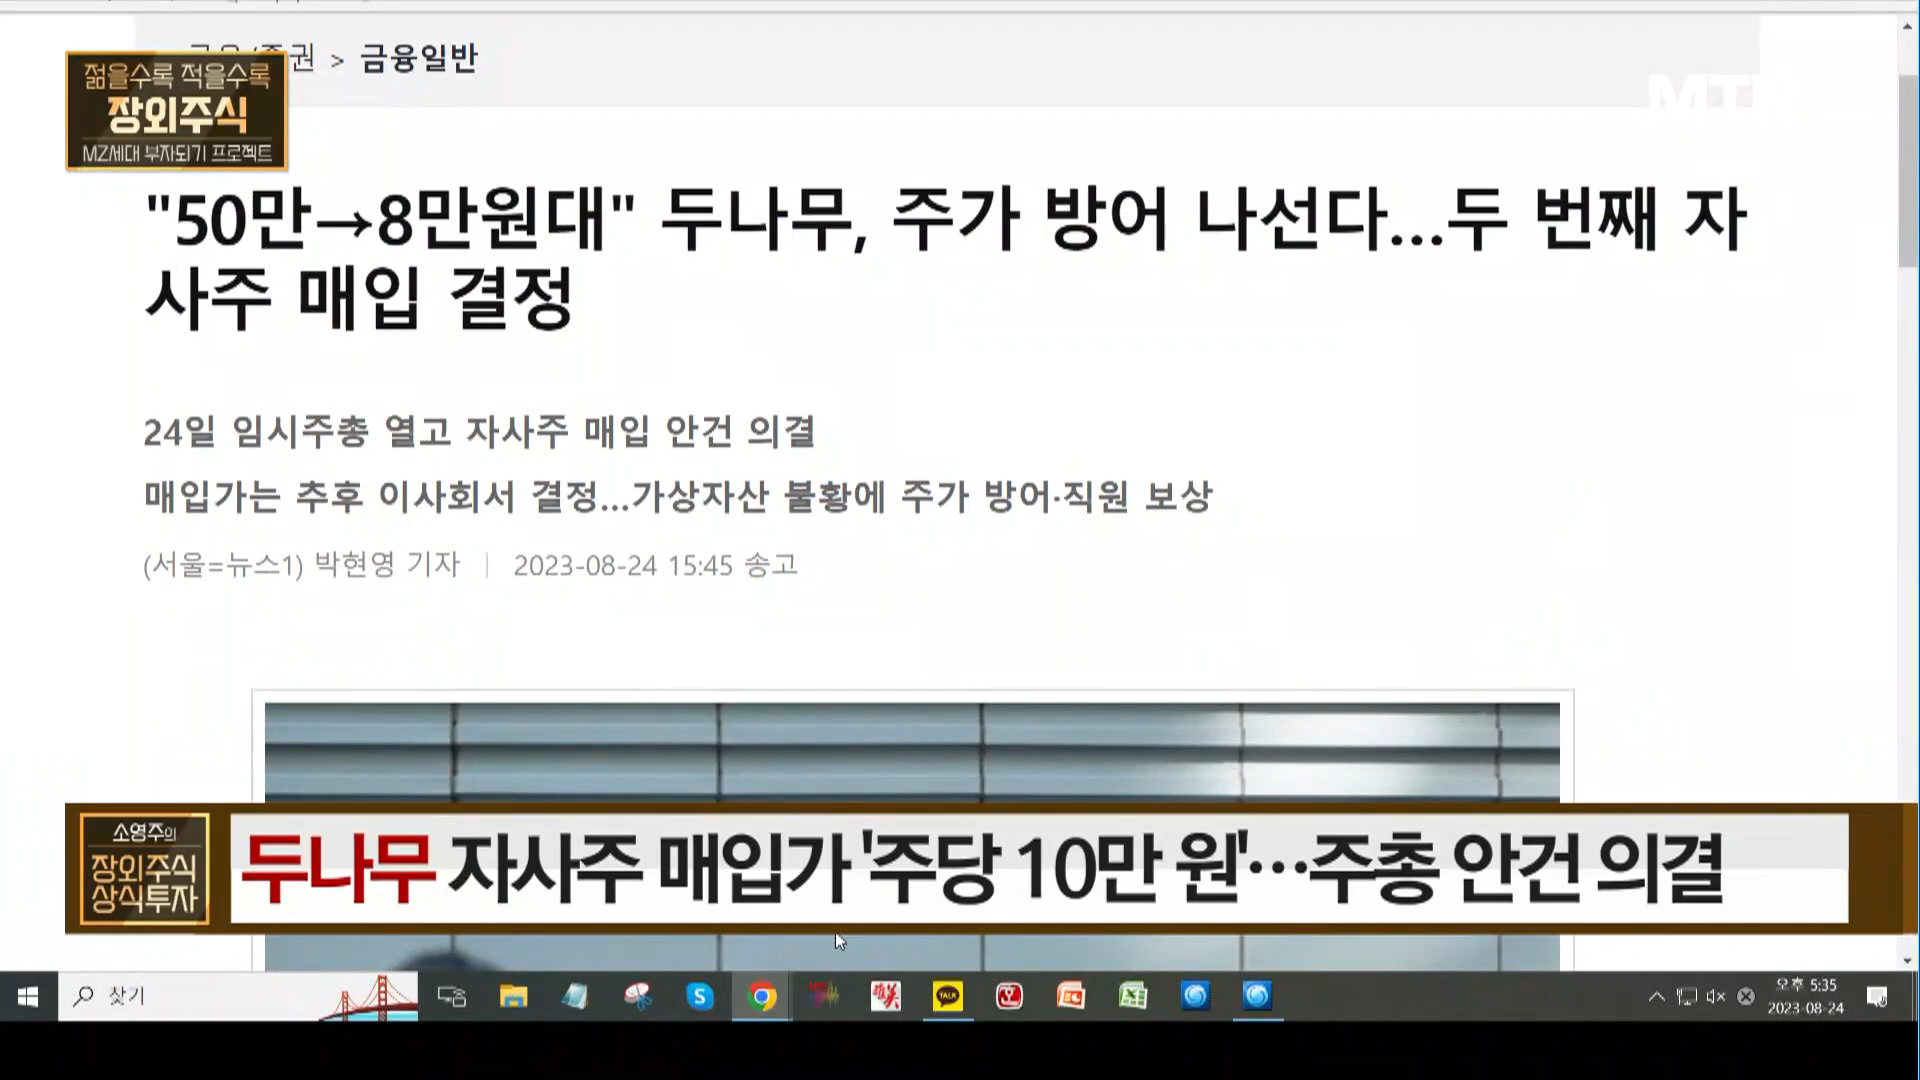 금융일반
젊을수록 적을수록
장외주식
MZ세대 부자되기 프로젝트
"50만→8만원대" 두나무, 주가 방어 나선다...두 번째 자
사주 매입 결정
24일 임시주총 열고 자사주 매입 안건 의결
매입가는 추후 이사회서 결정...가상자산 불황에 주가 방어·직원 보상
(서울=뉴스1) 박현영 기자 | 2023-08-24 15:45 송고
소영주의
장외주식
상식투자
두나무 자사주 매입가 '주당 10만 원'…주총 안건 의결
찾기
TALK
오후 5:35
2023-08-24